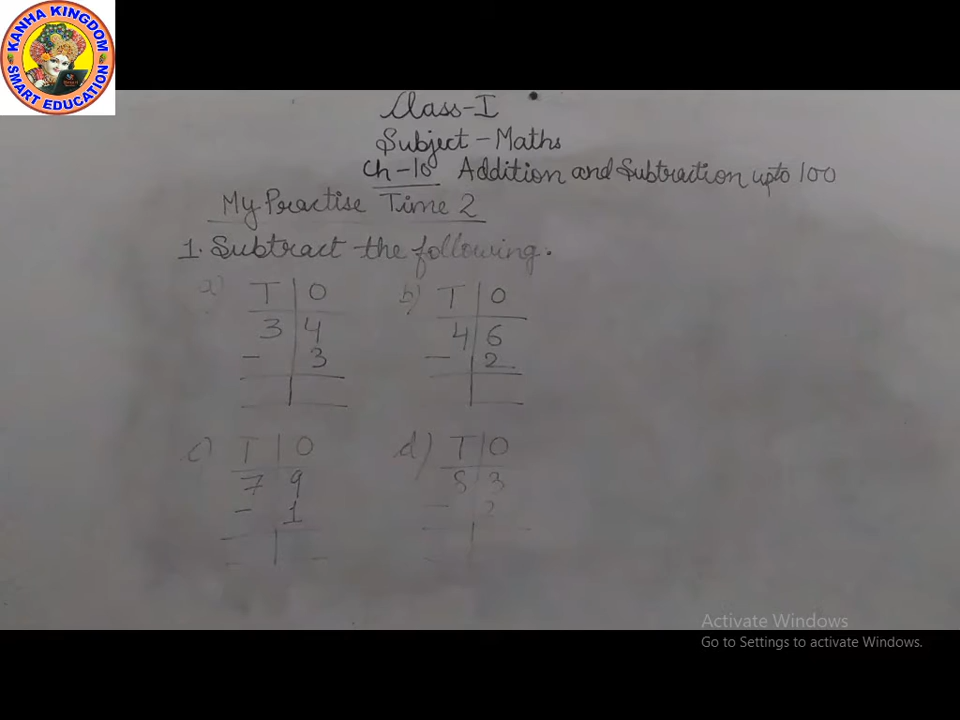 KANHA KINGDOM
SMART EDUCATION
Class-I
Subject - Maths
Ch-10 Addition and Subtraction upto 100
My Practise Time 2
1. Subtract the following.
a) T | O b) T | O
3 | 4 4 | 6
- | 3 - | 2
c) T | O d) T | O
7 9 3
- 1 -
Activate Windows
Go to Settings to activate Windows.